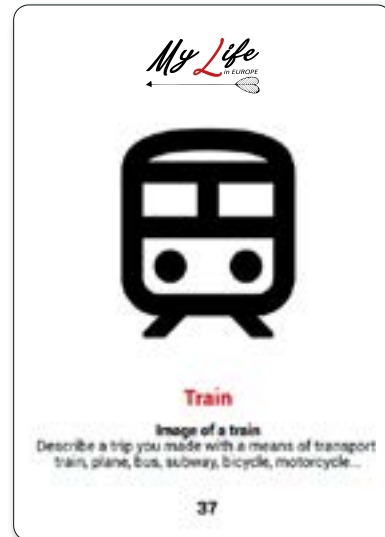 My Life
in EUROPE
Train
Image of a train
Describe a trip you made with a means of transport
train, plane, bus, subway, bicycle, motorcycle...
37